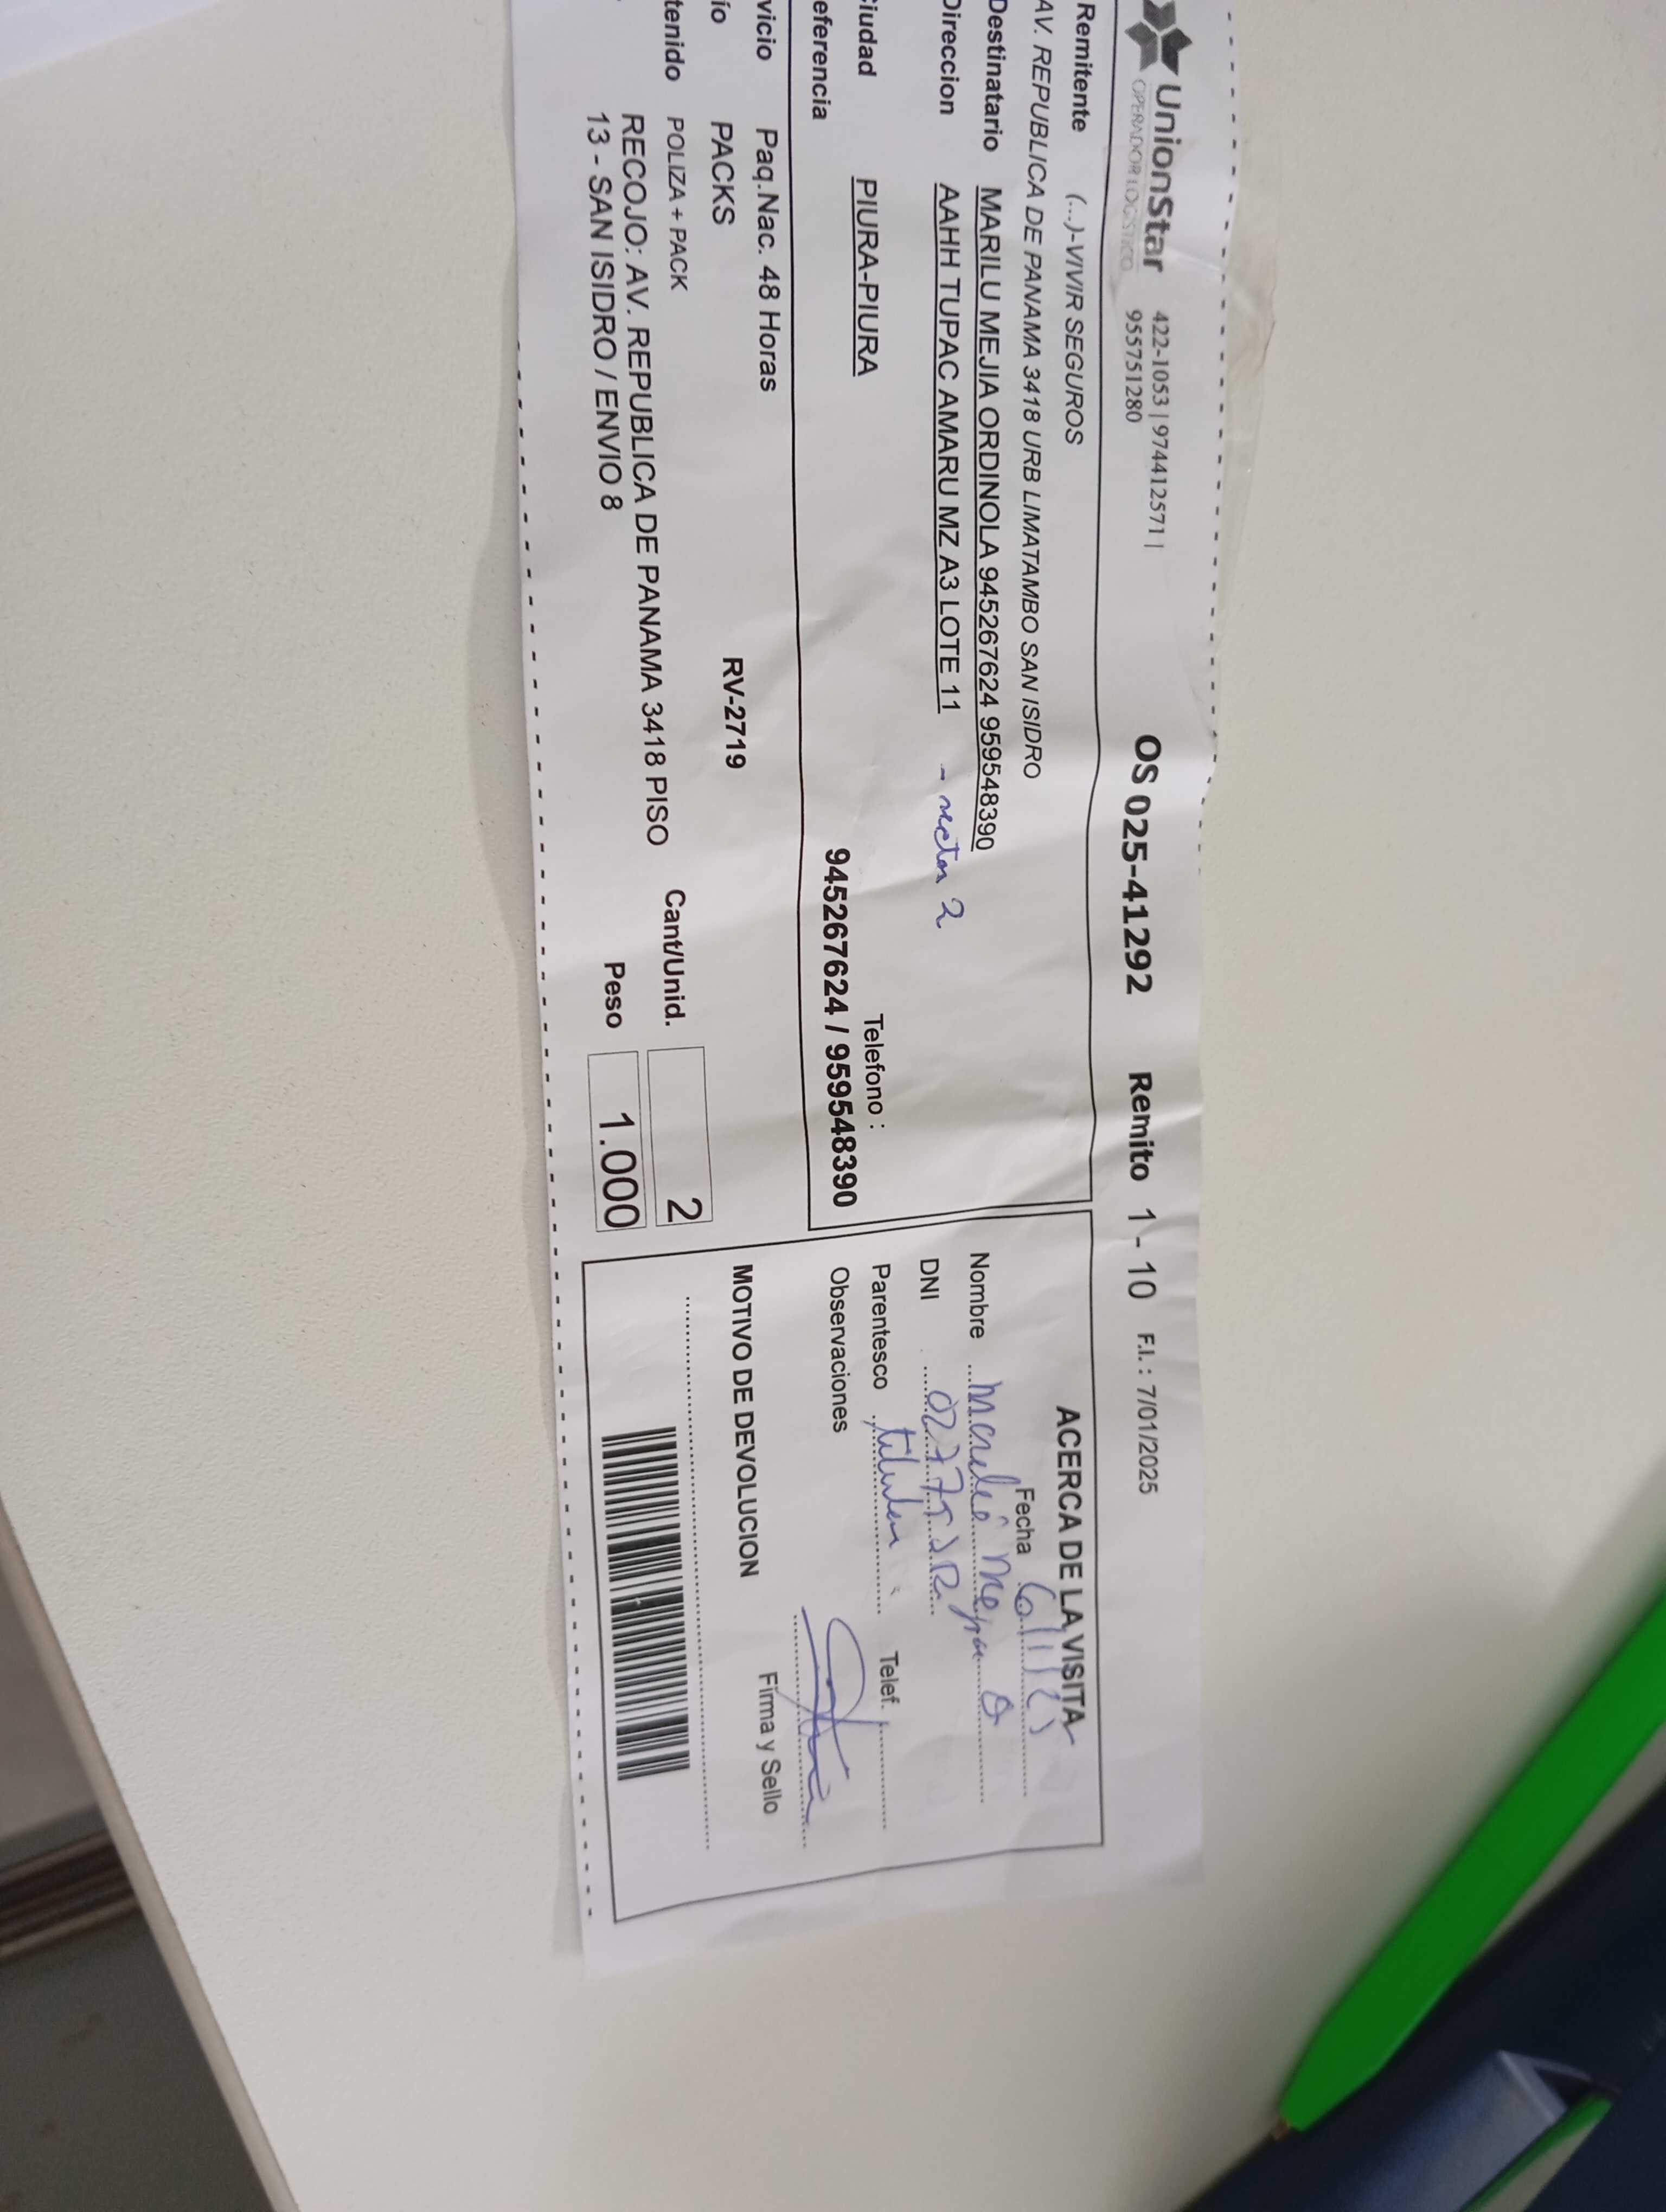 UnionStar
OPERADOR LOGISTICO
422-1053 | 974412571 |
955751280
OS 025-41292 Remito 1 - 10 F.I. : 7/01/2025
Remitente (...)-VIVIR SEGUROS
AV. REPUBLICA DE PANAMA 3418 URB LIMATAMBO SAN ISIDRO
Destinatario MARILU MEJIA ORDINOLA 945267624 959548390
Direccion AAHH TUPAC AMARU MZ A3 LOTE 11 -
2
iudad PIURA-PIURA Telefono :
eferencia 945267624 / 959548390
vicio Paq.Nac. 48 Horas
io PACKS RV-2719
tenido POLIZA + PACK Cant/Unid. 2
RECOJO: AV. REPUBLICA DE PANAMA 3418 PISO
13 - SAN ISIDRO / ENVIO 8 Peso 1.000
ACERCA DE LA VISITA
Fecha
Nombre
DNI
Parentesco Telef.
Observaciones
Firma y Sello
MOTIVO DE DEVOLUCION